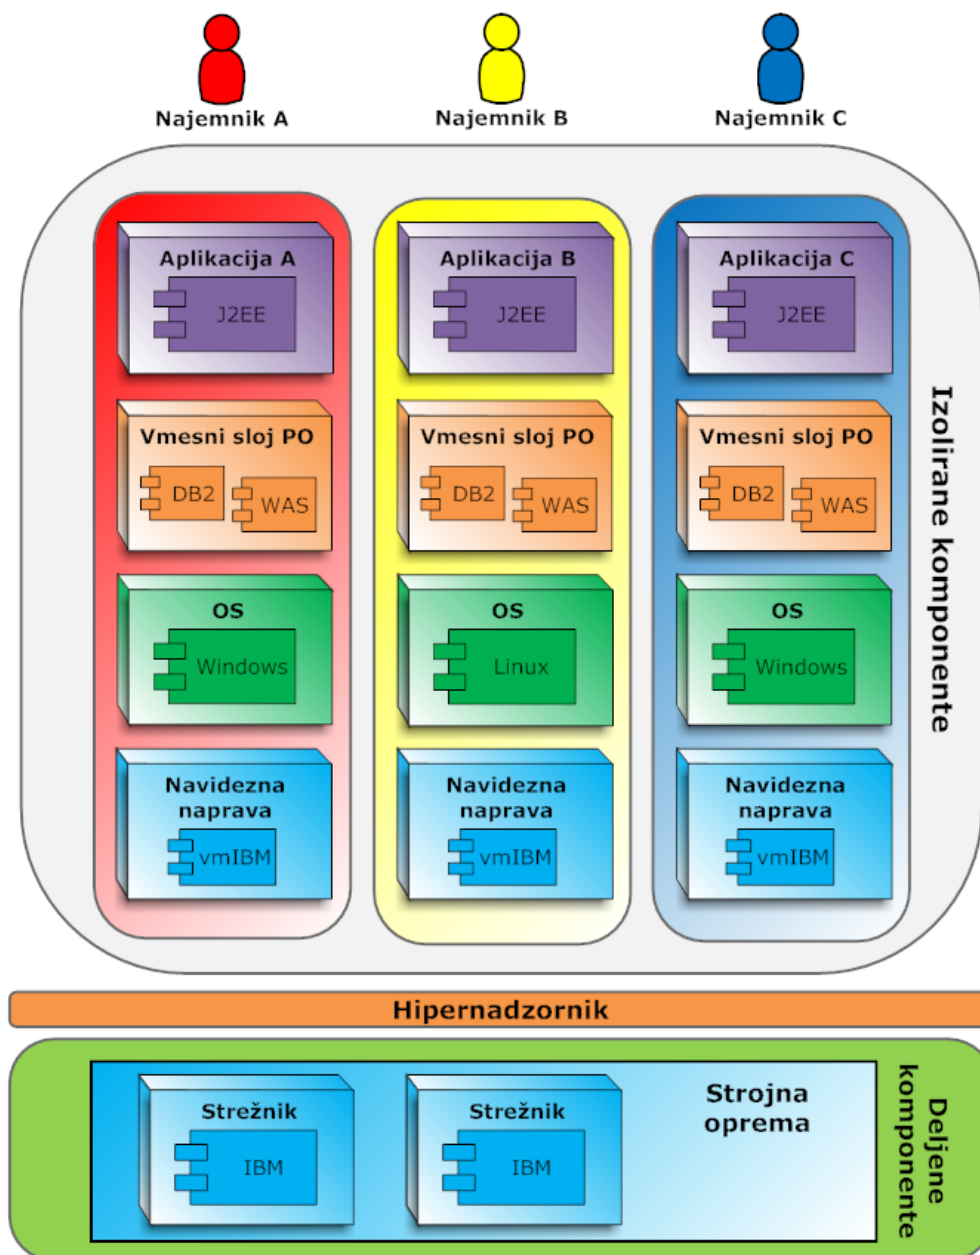 Najemnik A
Najemnik B
Najemnik C
Aplikacija A
J2EE
Aplikacija B
J2EE
Aplikacija C
J2EE
Vmesni sloj PO
DB2
WAS
Vmesni sloj PO
DB2
WAS
Vmesni sloj PO
DB2
WAS
OS
Windows
OS
Linux
OS
Windows
Navidezna
naprava
vmIBM
Navidezna
naprava
vmIBM
Navidezna
naprava
vmIBM
Izolirane komponente
Hipernadzornik
Strežnik
IBM
Strežnik
IBM
Strojna
oprema
Deljene
komponente